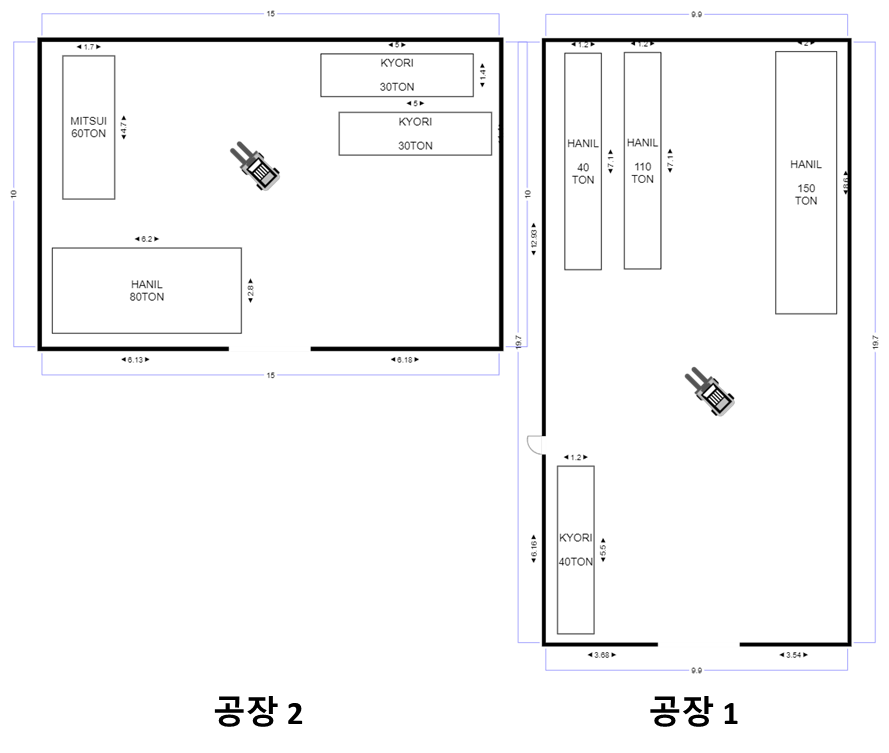 15
9.9
1.7
5
1.2
1.2
2
MITSUI
60TON
4.7
KYORI
30TON
1.4
5
KYORI
30TON
HANIL
40
TON
7.1
HANIL
110
TON
7.1
HANIL
150
TON
8.6
10
10
12.93
6.2
HANIL
80TON
2.8
6.13
6.18
15
19.7
19.7
1.2
KYORI
40TON
5.5
6.16
3.68
3.54
9.9
공장 2
공장 1